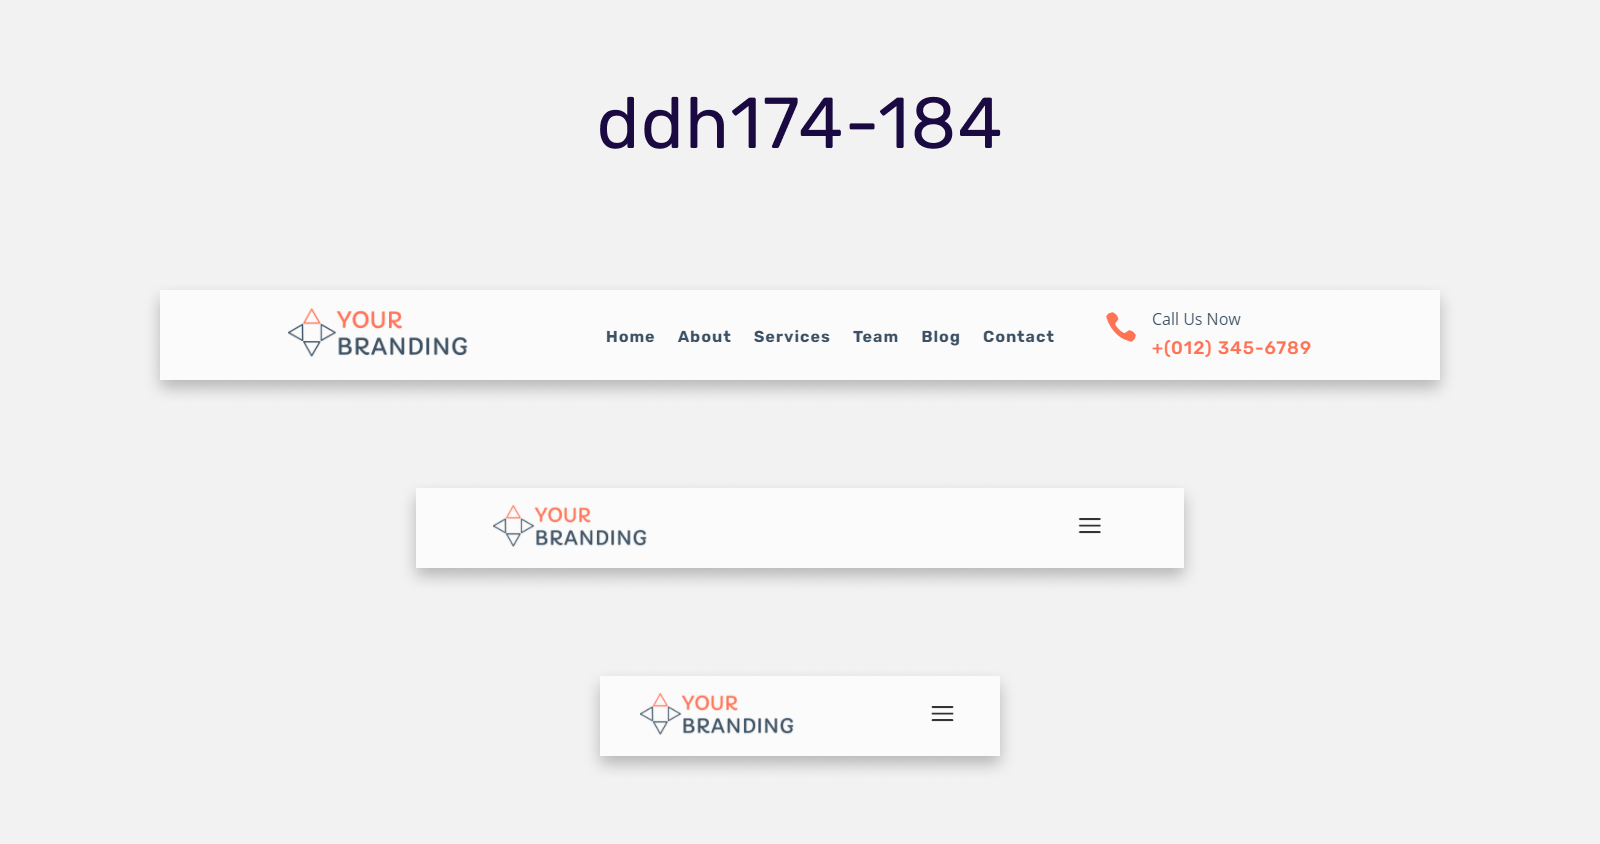 ddh174-184
YOUR
BRANDING
Home About Services Team Blog Contact
Call Us Now
+(012) 345-6789
YOUR
BRANDING
YOUR
BRANDING